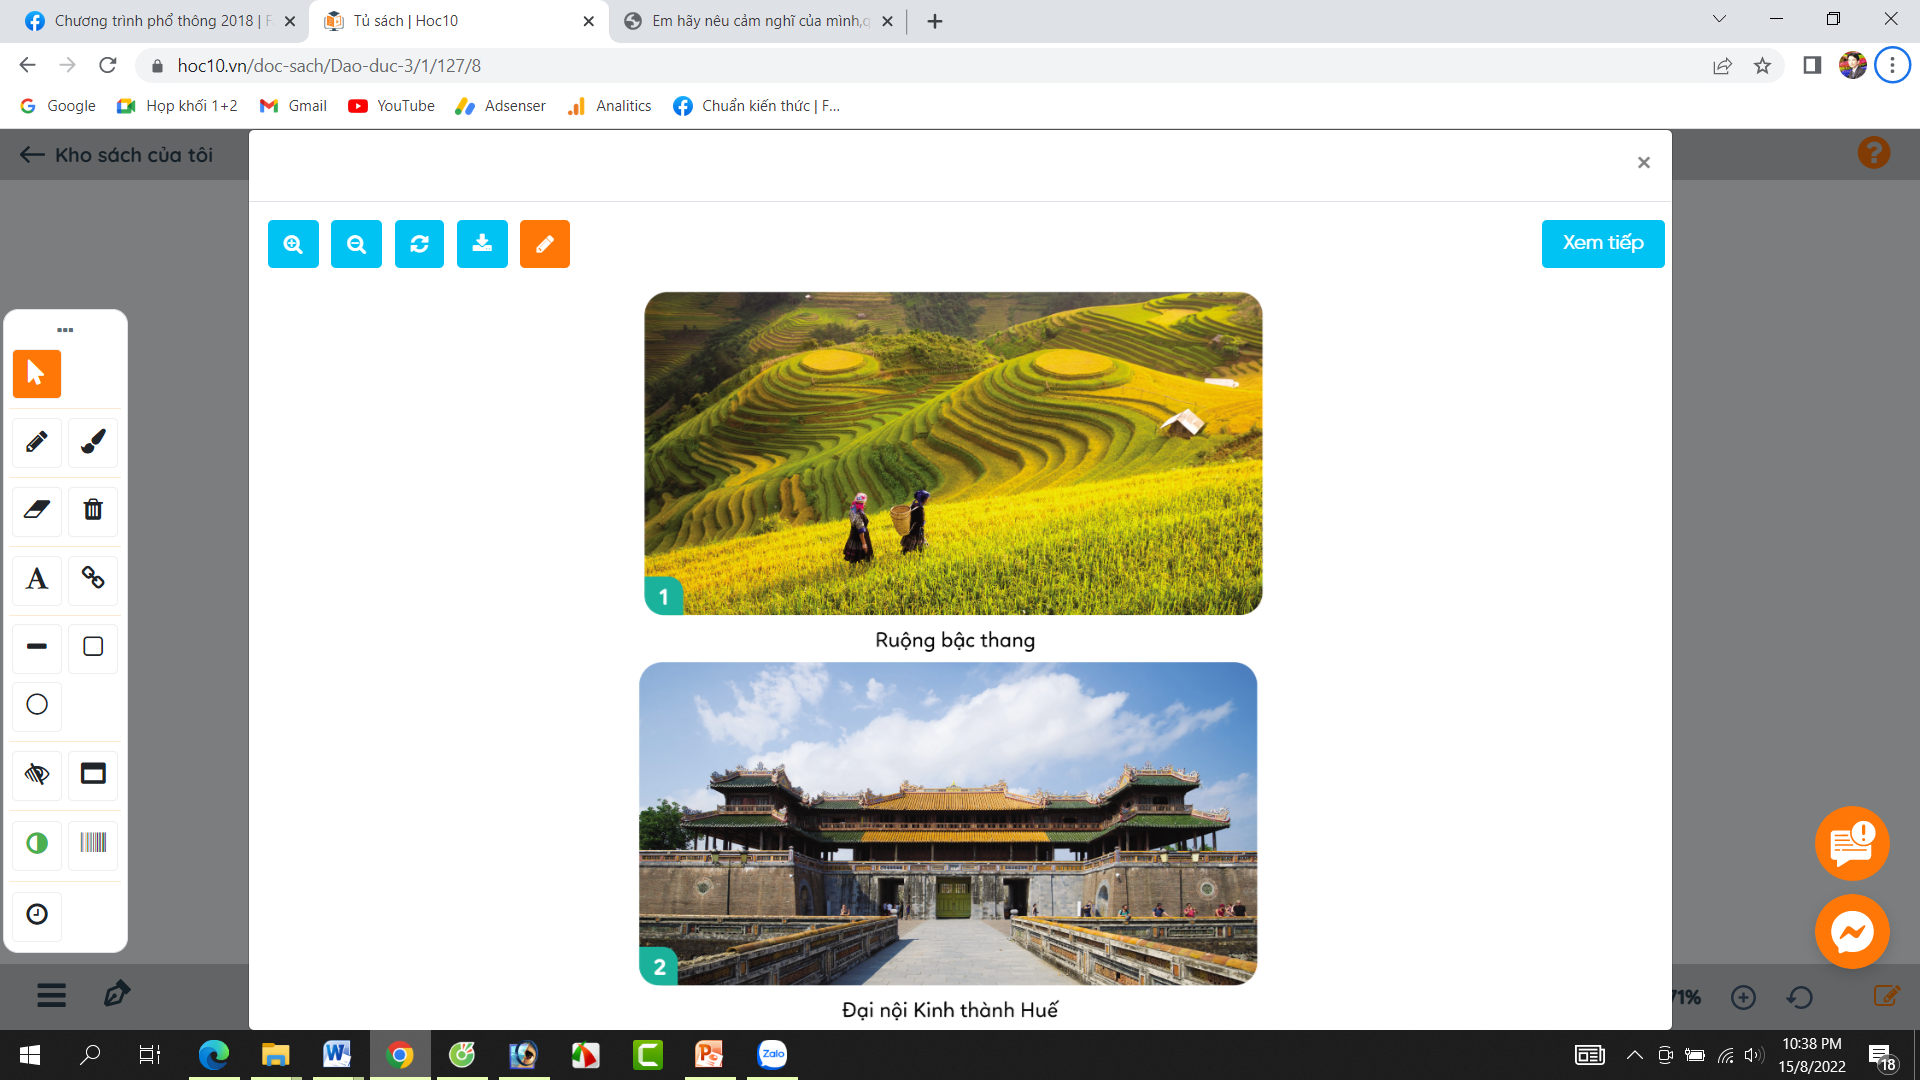 Chương trình phổ thông 2018 | F
Tủ sách | Hoc10
Em hãy nêu cảm nghĩ của mình,q
hoc10.vn/doc-sach/Dao-duc-3/1/127/8
Google
Họp khối 1+2
Gmail
YouTube
Adsenser
Analitics
Chuẩn kiến thức | F...
Kho sách của tôi
Xem tiếp
1
Ruộng bậc thang
2
Đại nội Kinh thành Huế
71%
Zalo
10:38 PM
15/8/2022
18